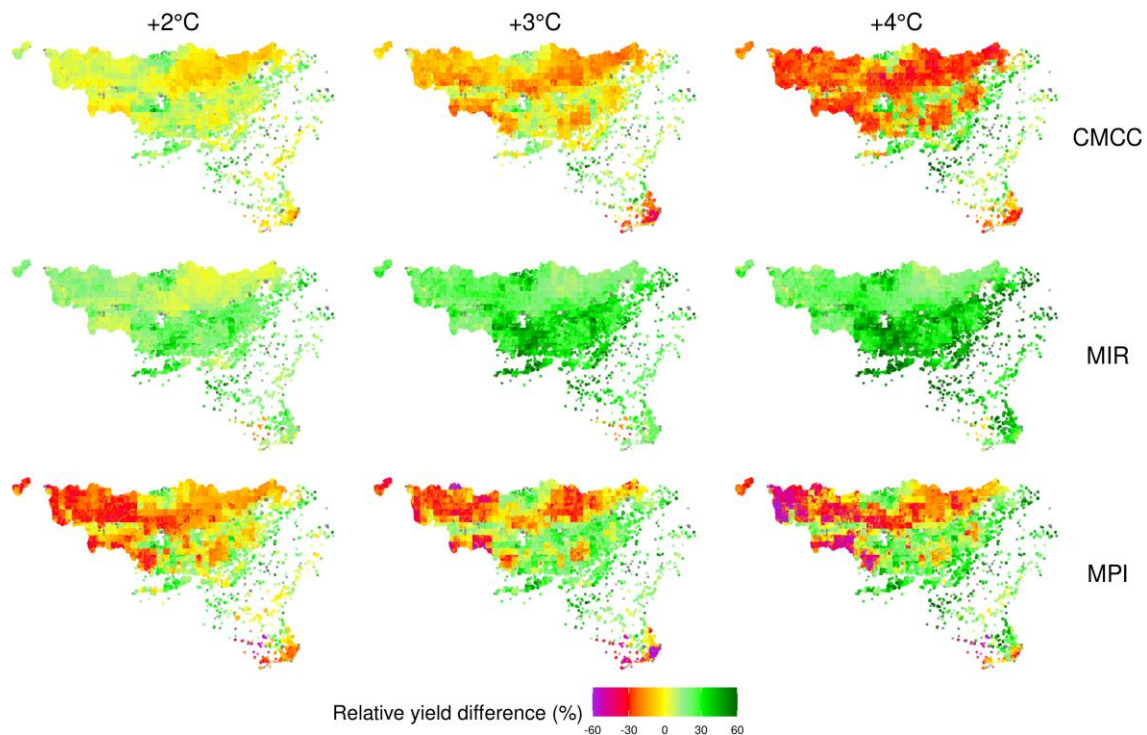 +2°C +3°C +4°C
CMCC
MIR
MPI
Relative yield difference (%)
-60 -30 0 30 60